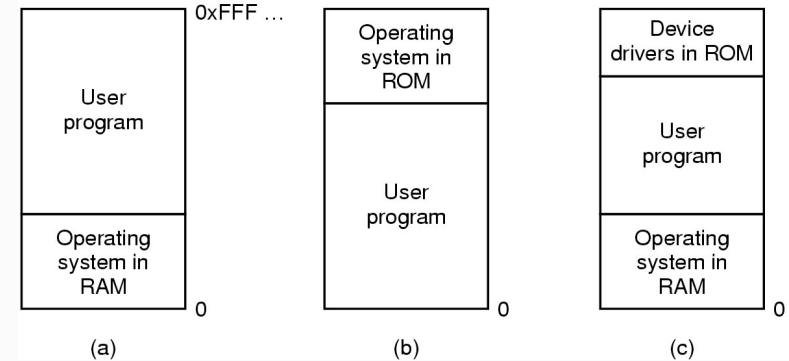 0xFFF ...
User
program
Operating
system in
RAM
0
(a)
Operating
system in
ROM
User
program
0
(b)
Device
drivers in ROM
User
program
Operating
system in
RAM
0
(c)